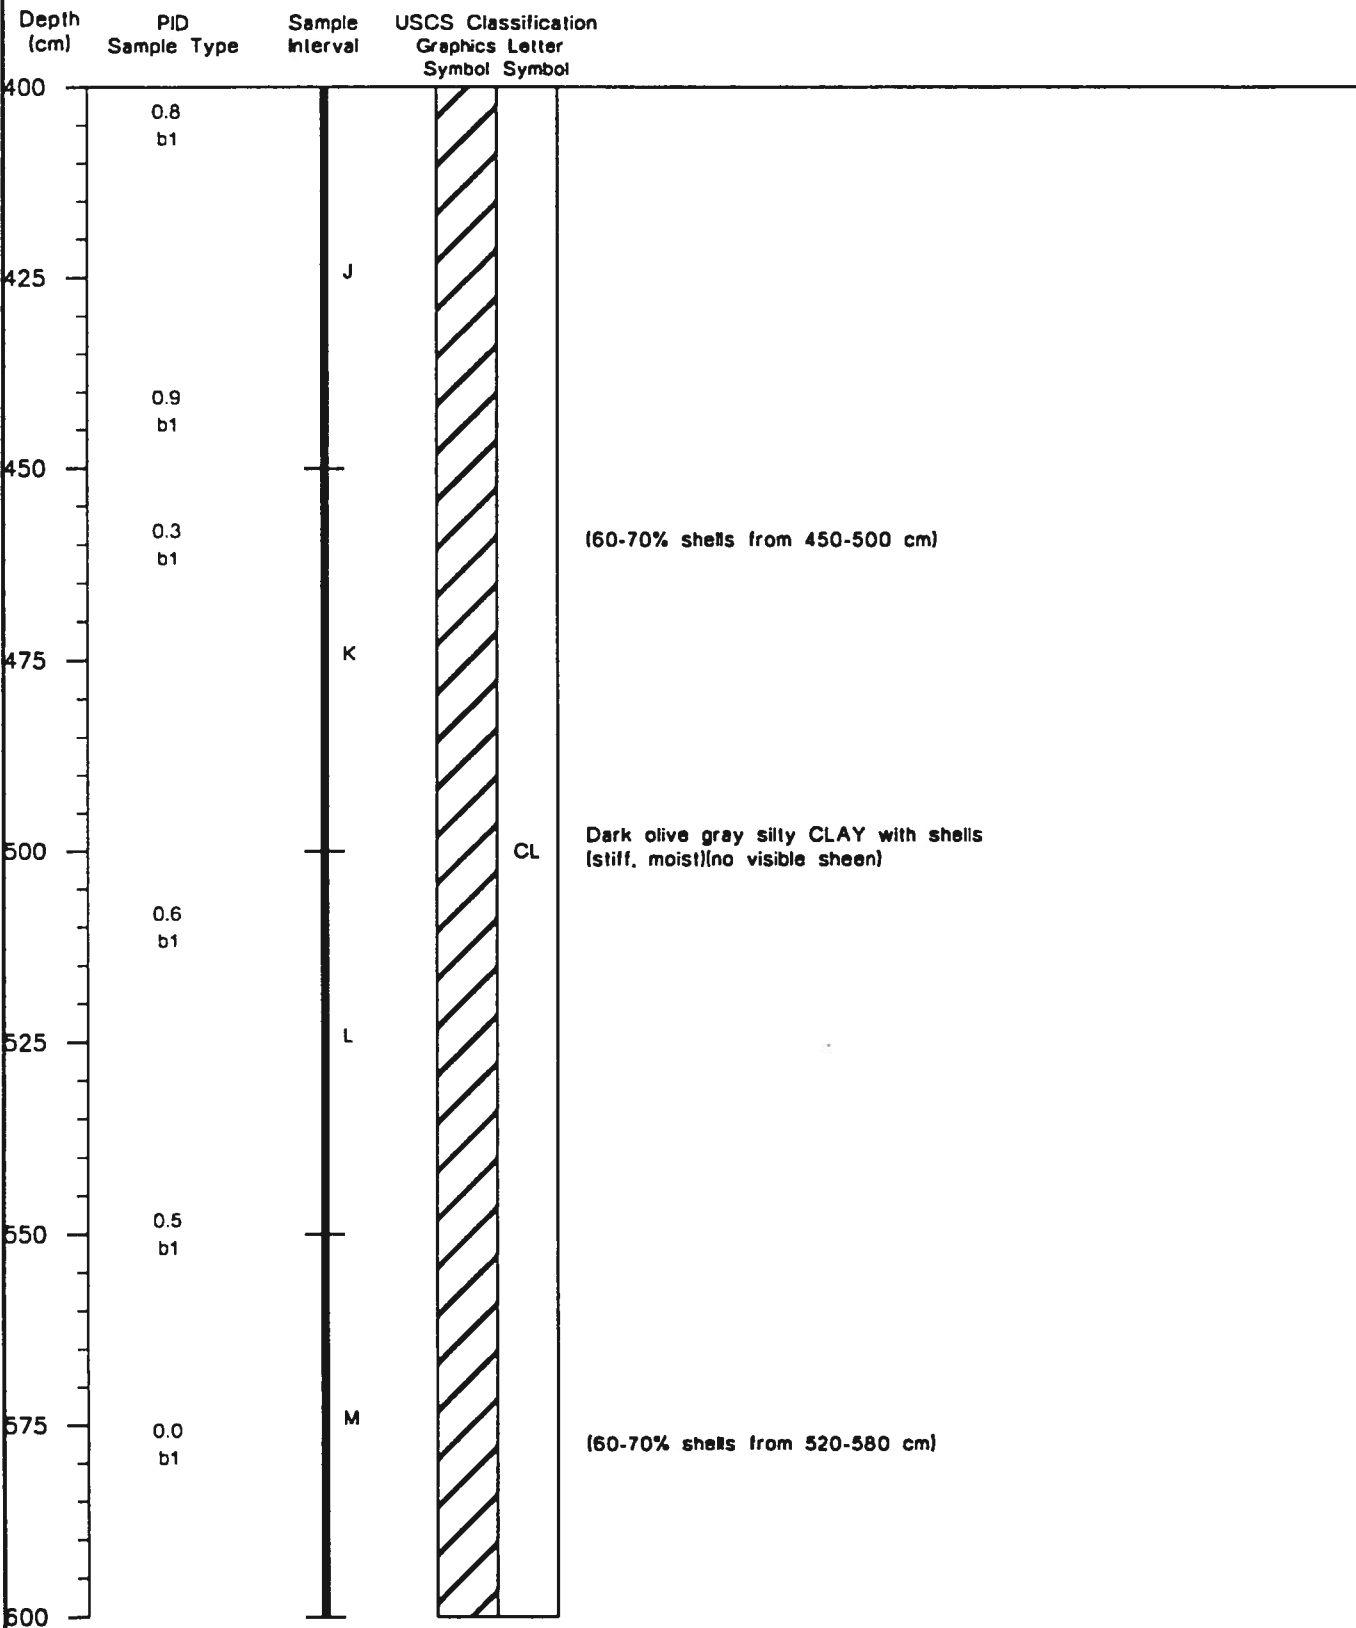 Depth PID Sample USCS Classification
(cm) Sample Type Interval Graphics Letter
Symbol Symbol
400
0.8
b1
J
425
0.9
b1
450
0.3
b1
(60-70% shells from 450-500 cm)
K
475
Dark olive gray silty CLAY with shells
500 CL
(stiff, moist)(no visible sheen)
0.6
b1
L
525
0.5
b1
550
M
575
0.0
b1
(60-70% shells from 520-580 cm)
600